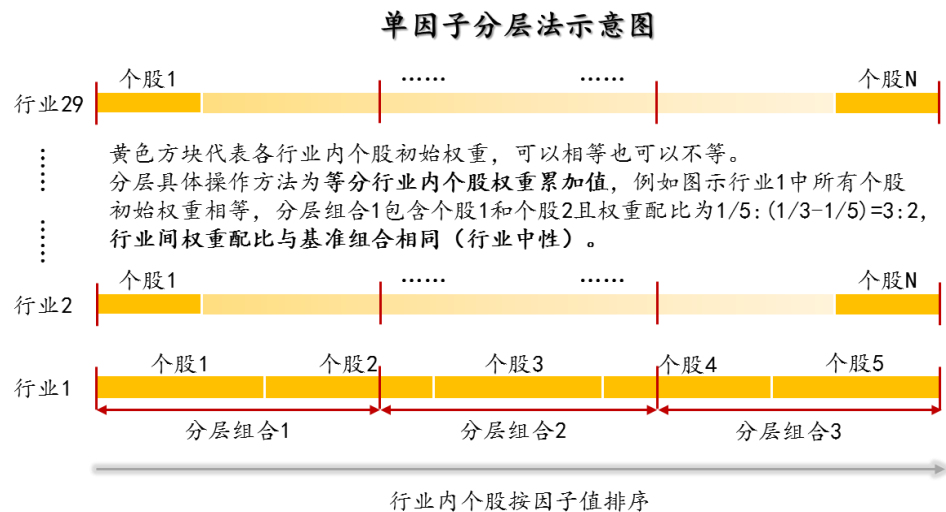 单因子分层法示意图
个股1
……
……
个股N
行业29
……
……
黄色方块代表各行业内个股初始权重，可以相等也可以不等。
分层具体操作方法为等分行业内个股权重累加值，例如图示行业1中所有个股
初始权重相等，分层组合1包含个股1和个股2且权重配比为1/5:(1/3-1/5)=3:2，
行业间权重配比与基准组合相同（行业中性）。
个股1
……
……
个股N
行业2
个股1
个股2
个股3
个股4
个股5
行业1
分层组合1
分层组合2
分层组合3
行业内个股按因子值排序